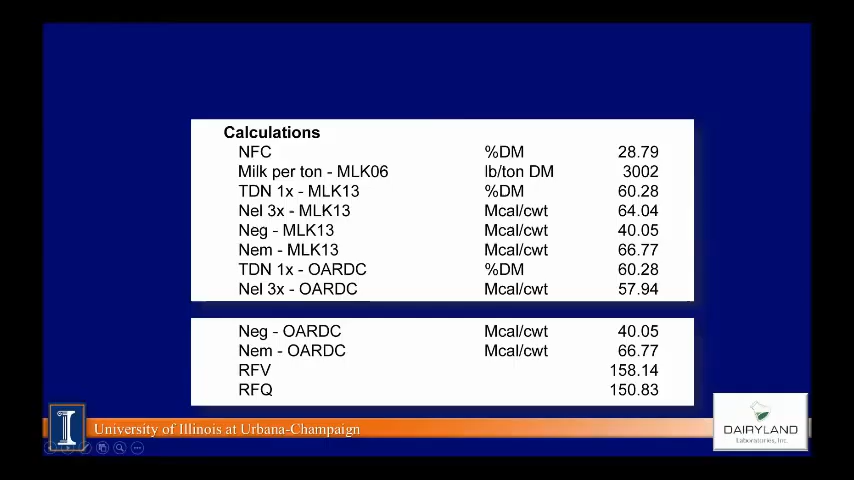 Calculations
NFC %DM 28.79
Milk per ton - MLK06 lb/ton DM 3002
TDN 1x - MLK13 %DM 60.28
Nel 3x - MLK13 Mcal/cwt 64.04
Neg - MLK13 Mcal/cwt 40.05
Nem - MLK13 Mcal/cwt 66.77
TDN 1x - OARDC %DM 60.28
Nel 3x - OARDC Mcal/cwt 57.94
Neg - OARDC Mcal/cwt 40.05
Nem - OARDC Mcal/cwt 66.77
RFV 158.14
RFQ 150.83
I University of Illinois at Urbana-Champaign
DAIRYLAND
Laboratories, Inc.